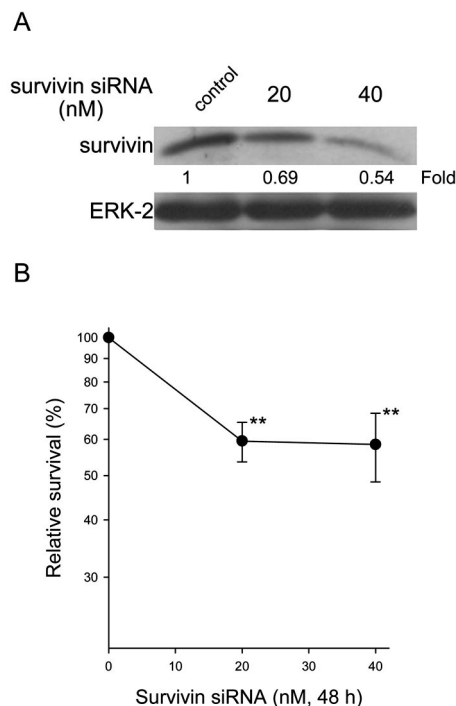 A
survivin siRNA
(nM)
control
20
40
survivin
1 0.69 0.54 Fold
ERK-2
B
Relative survival (%)
100
90
80
70
60
50
40
30
**
**
0 10 20 30 40
Survivin siRNA (nM, 48 h)